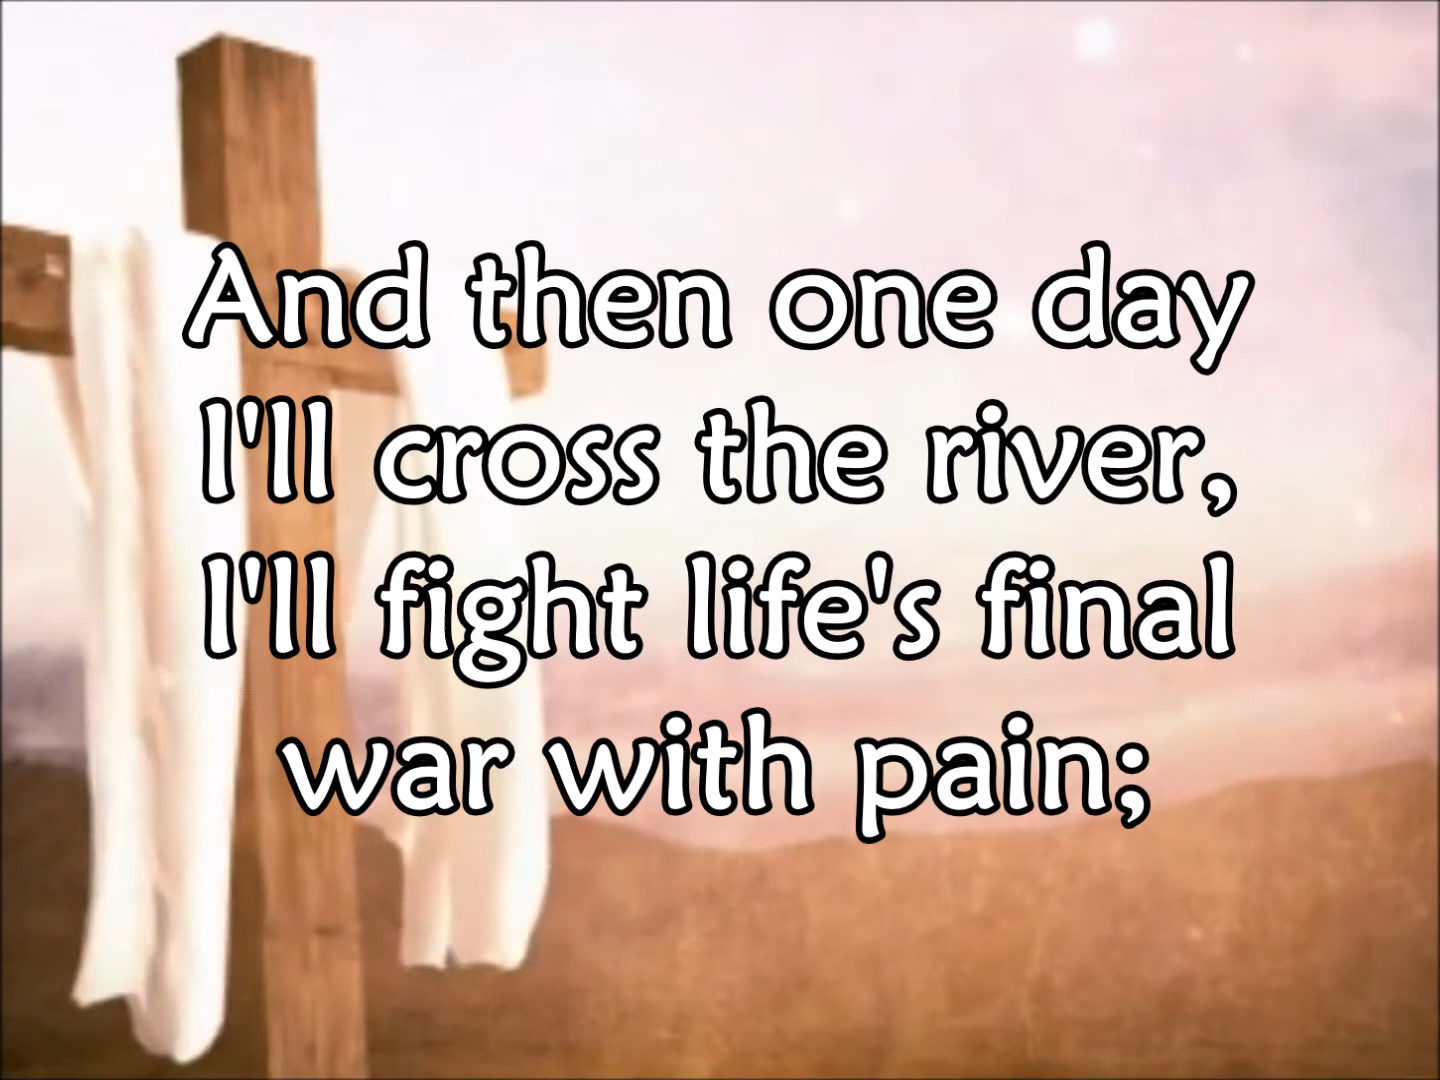 And then one day
I'll cross the river,
I'll fight life's final
war with pain;